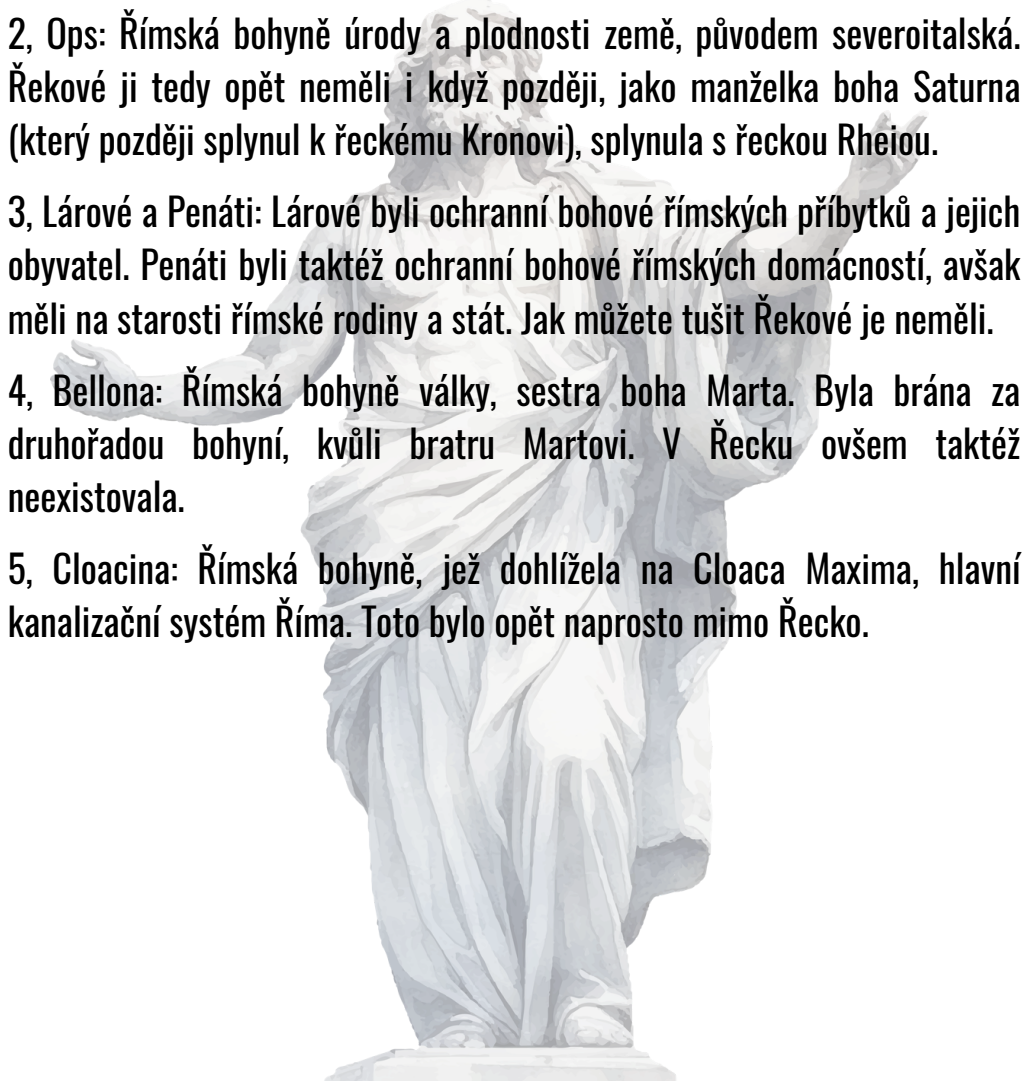 2, Ops: Římská bohyně úrody a plodnosti země, původem severoitalská.
Řekové ji tedy opět neměli i když později, jako manželka boha Saturna
(který později splynul k řeckému Kronovi), splynula s řeckou Rheiou.
3, Lárové a Penáti: Lárové byli ochranní bohové římských příbytků a jejich
obyvatel. Penáti byli taktéž ochranní bohové římských domácností, avšak
měli na starosti římské rodiny a stát. Jak můžete tušit Řekové je neměli.
4, Bellona: Římská bohyně války, sestra boha Marta. Byla brána za
druhořadou bohyní, kvůli bratru Martovi. V Řecku ovšem taktéž
neexistovala.
5, Cloacina: Římská bohyně, jež dohlížela na Cloaca Maxima, hlavní
kanalizační systém Říma. Toto bylo opět naprosto mimo Řecko.